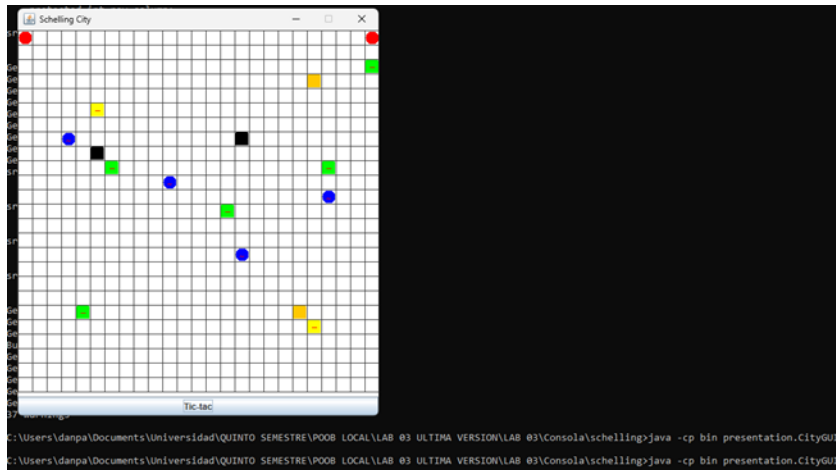 Schelling City
Tic-tac
37 warnings
C:\Users\danpa\Documents\Universidad\QUINTO SEMESTRE\POOB LOCAL\LAB 03 ULTIMA VERSION\LAB 03\Consola\schelling>java -cp bin presentation.CityGUI
C:\Users\danpa\Documents\Universidad\QUINTO SEMESTRE\POOB LOCAL\LAB 03 ULTIMA VERSION\LAB 03\Consola\schelling>java -cp bin presentation.CityGUI